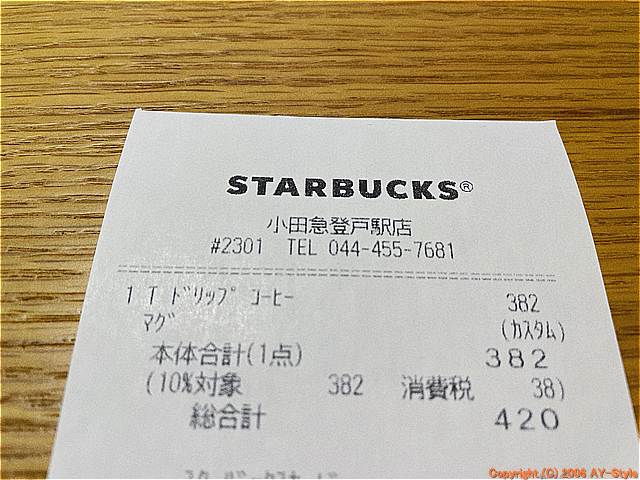 STARBUCKS®
小田急登戸駅店
#2301 TEL 044-455-7681
1 T ﾄﾞﾘｯﾌﾟ ｺｰﾋｰ 382
ﾏｸﾞ (ｶｽﾀﾑ)
本体合計(1点) 382
(10%対象 382 消費税 38)
総合計 420
Copyright (C) 2006 AY-Style